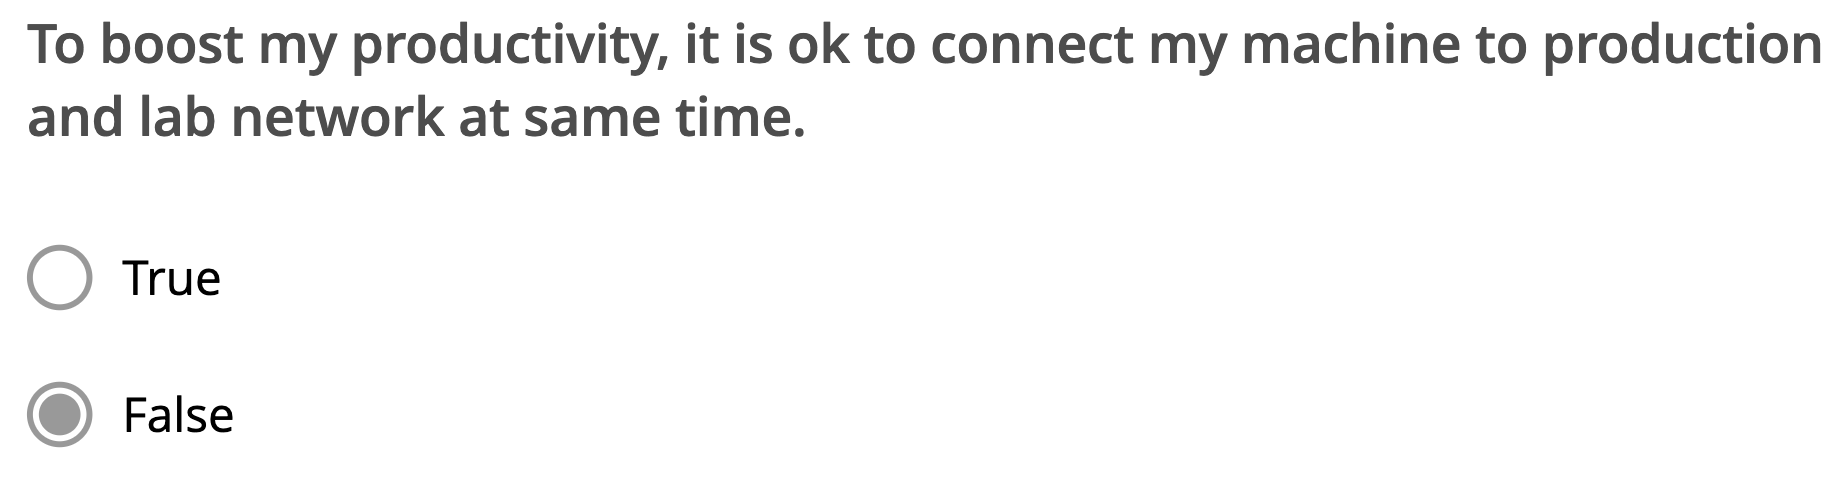 To boost my productivity, it is ok to connect my machine to production
and lab network at same time.
True
False